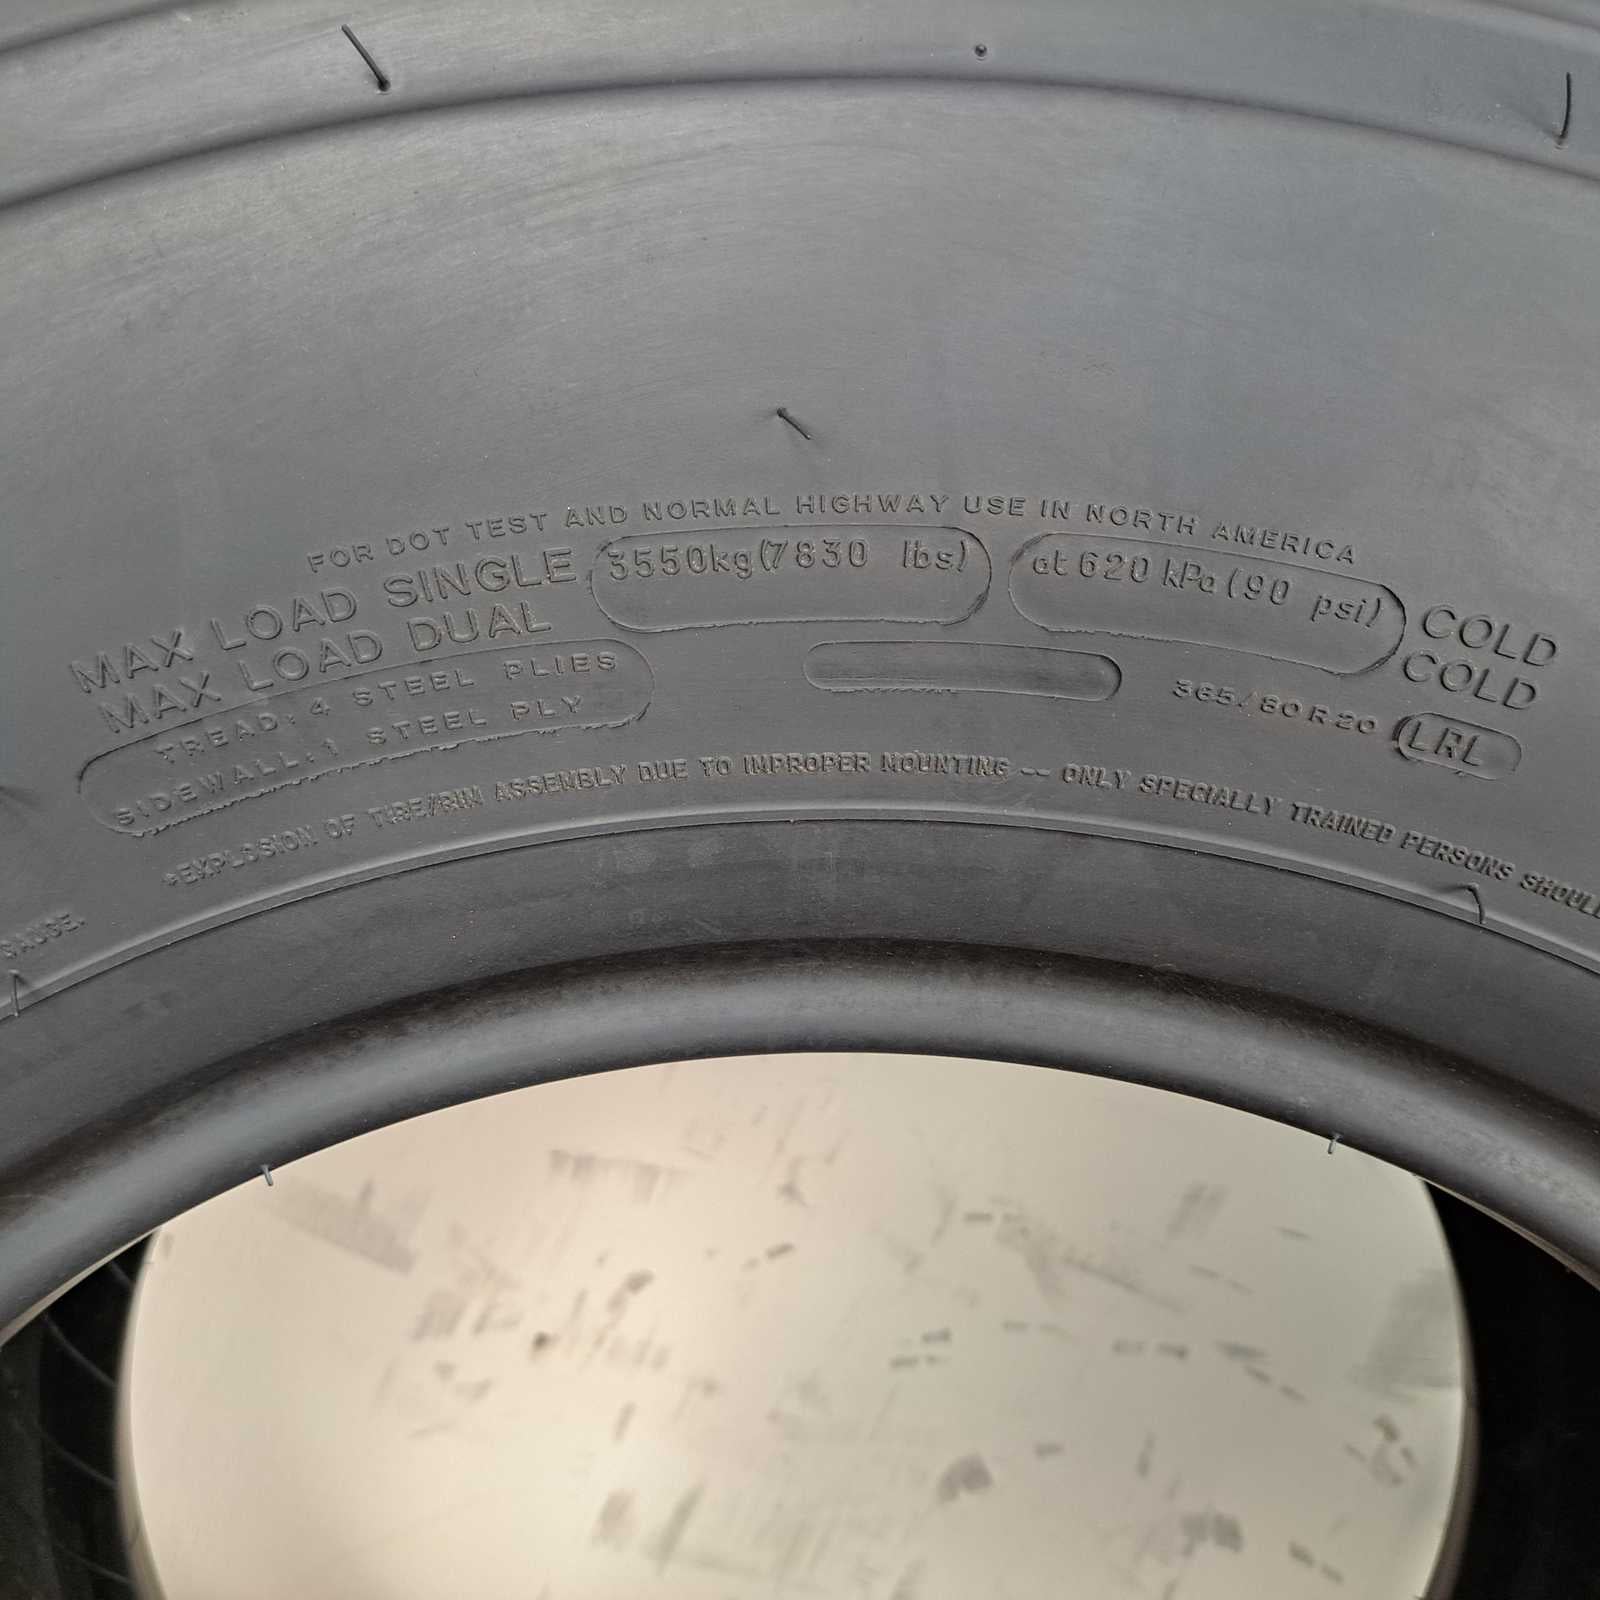 FOR DOT TEST AND NORMAL HIGHWAY USE IN NORTH AMERICA
MAX LOAD SINGLE 3550kg (7830 lbs) at 620 kPa (90 psi) COLD
MAX LOAD DUAL COLD
TREAD: 4 STEEL PLIES
SIDEWALL: 1 STEEL PLY
365/80 R 20 LRL
GAUGE.
*EXPLOSION OF TIRE/RIM ASSEMBLY DUE TO IMPROPER MOUNTING -- ONLY SPECIALLY TRAINED PERSONS SHOUL